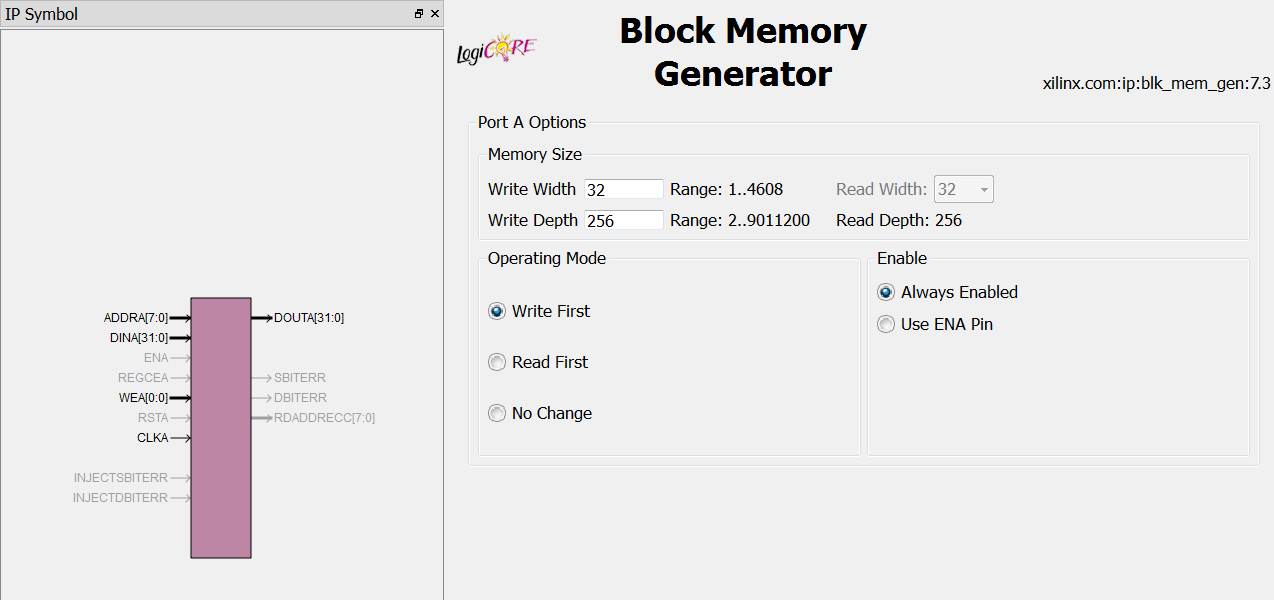 IP Symbol
LogiCORE
Block Memory
Generator
xilinx.com:ip:blk_mem_gen:7.3
Port A Options
Memory Size
Write Width 32 Range: 1..4608 Read Width: 32
Write Depth 256 Range: 2..9011200 Read Depth: 256
Operating Mode
Write First
Read First
No Change
Enable
Always Enabled
Use ENA Pin
ADDRA[7:0] DOUTA[31:0]
DINA[31:0]
ENA
REGCEA SBITERR
WEA[0:0] DBITERR
RSTA RDADDRECC[7:0]
CLKA
INJECTSBITERR
INJECTDBITERR